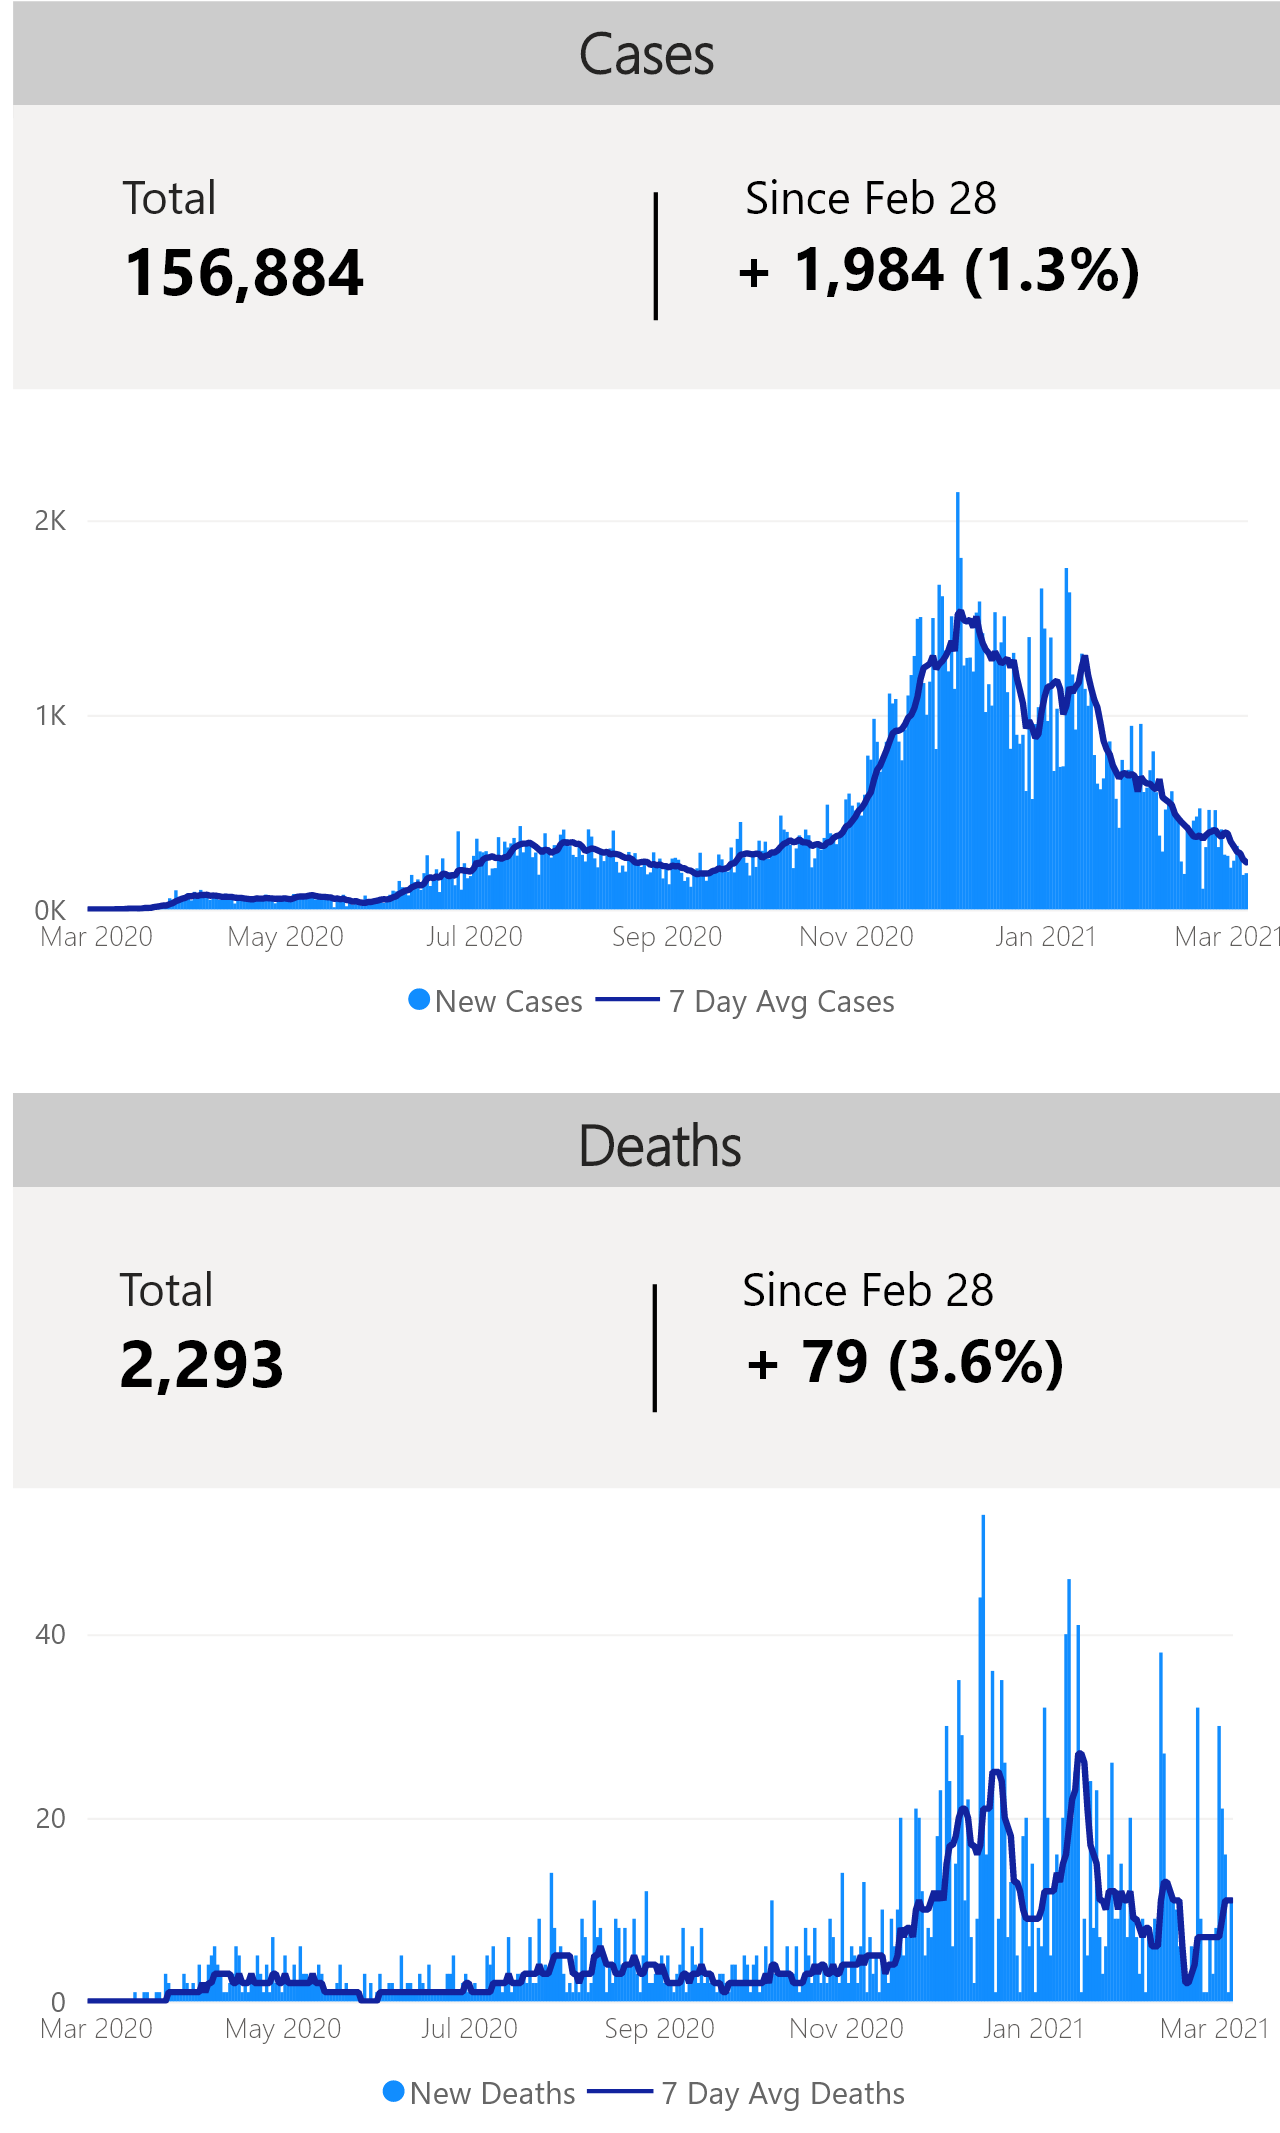 Cases
Total
Since Feb 28
156,884
+ 1,984 (1.3%)
2K
1K
0K
Mar 2020 May 2020 Jul 2020 Sep 2020 Nov 2020 Jan 2021 Mar 2021
New Cases 7 Day Avg Cases
Deaths
Total
Since Feb 28
2,293
+ 79 (3.6%)
40
20
0
Mar 2020 May 2020 Jul 2020 Sep 2020 Nov 2020 Jan 2021 Mar 2021
New Deaths 7 Day Avg Deaths